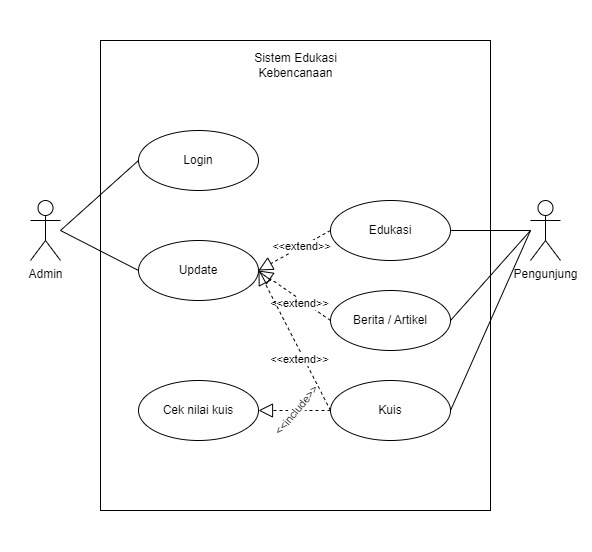 Sistem Edukasi
Kebencanaan
Login
Admin
Update
Edukasi
Pengunjung
<<extend>>
<<extend>>
Berita / Artikel
<<extend>>
Cek nilai kuis
<<include>>
Kuis